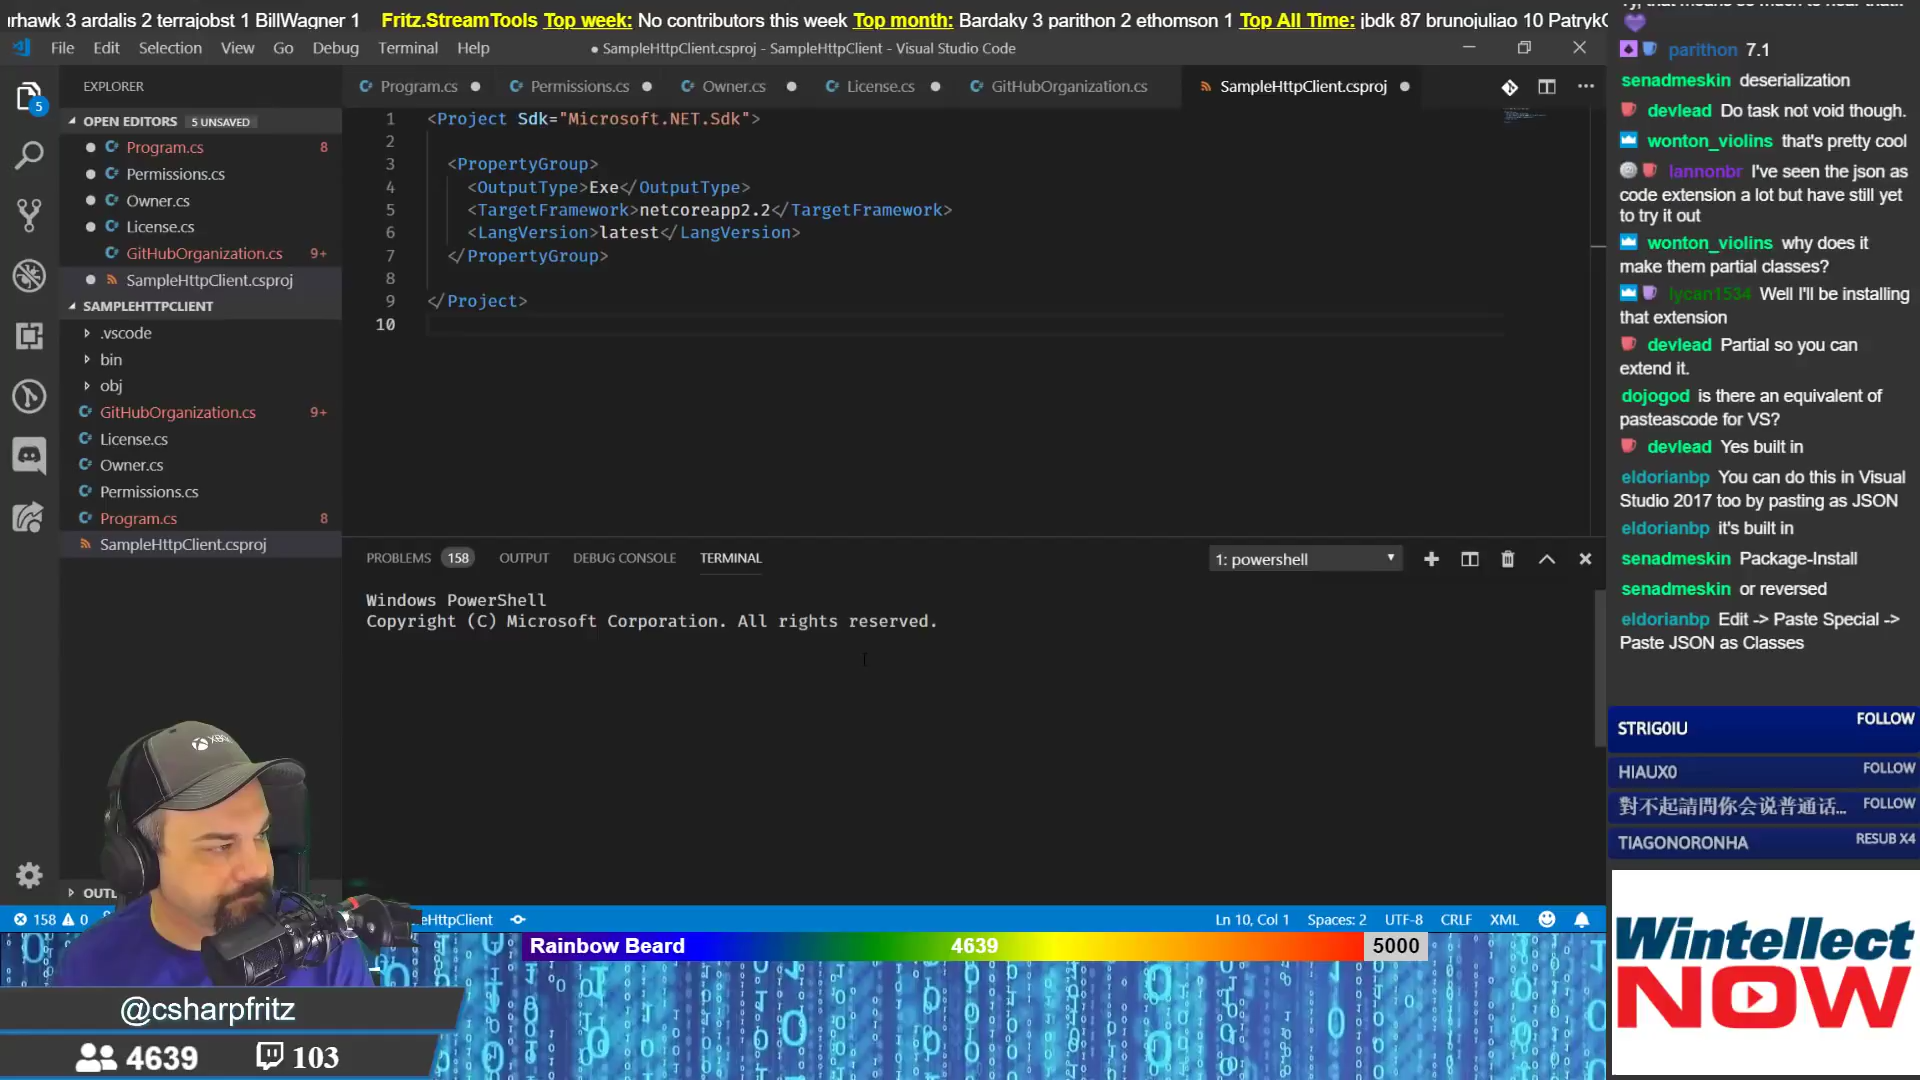 ırhawk 3 ardalis 2 terrajobst 1 BillWagner 1 Fritz.StreamTools Top week: No contributors this week Top month: Bardaky 3 parithon 2 ethomson 1 Top All Time: jbdk 87 brunojuliao 10
File Edit Selection View Go Debug Terminal Help
● SampleHttpClient.csproj - SampleHttpClient - Visual Studio Code
EXPLORER
Program.cs Permissions.cs Owner.cs License.cs GitHubOrganization.cs SampleHttpClient.csproj
OPEN EDITORS 5 UNSAVED
Program.cs 8
Permissions.cs
Owner.cs
License.cs
GitHubOrganization.cs 9+
SampleHttpClient.csproj
SAMPLEHTTPCLIENT
.vscode
bin
obj
GitHubOrganization.cs 9+
License.cs
Owner.cs
Permissions.cs
Program.cs 8
SampleHttpClient.csproj
5
1 <Project Sdk="Microsoft.NET.Sdk">
2
3 <PropertyGroup>
4 <OutputType>Exe</OutputType>
5 <TargetFramework>netcoreapp2.2</TargetFramework>
6 <LangVersion>latest</LangVersion>
7 </PropertyGroup>
8
9 </Project>
10
PROBLEMS 158 OUTPUT DEBUG CONSOLE TERMINAL
1: powershell
Windows PowerShell
Copyright (C) Microsoft Corporation. All rights reserved.
XBO
OUTL
158 0
eHttpClient
Ln 10, Col 1 Spaces: 2 UTF-8 CRLF XML
Rainbow Beard 4639 5000
@csharpfritz
4639 103
parithon 7.1
senadmeskin deserialization
devlead Do task not void though.
wonton_violins that's pretty cool
lannonbr I've seen the json as
code extension a lot but have still yet
to try it out
wonton_violins why does it
make them partial classes?
lycan1534 Well I'll be installing
that extension
devlead Partial so you can
extend it.
dojogod is there an equivalent of
pasteascode for VS?
devlead Yes built in
eldorianbp You can do this in Visual
Studio 2017 too by pasting as JSON
eldorianbp it's built in
senadmeskin Package-Install
senadmeskin or reversed
eldorianbp Edit -> Paste Special ->
Paste JSON as Classes
STRIG0IU FOLLOW
HIAUX0 FOLLOW
對不起請問你会说普通话... FOLLOW
TIAGONORONHA RESUB X4
Wintellect
NOW